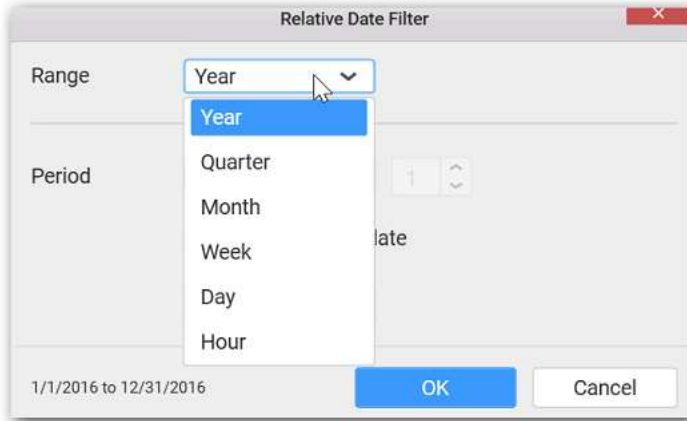 Relative Date Filter
Range
Year
Year
Quarter
Period
1
Month
late
Week
Day
Hour
1/1/2016 to 12/31/2016
OK
Cancel